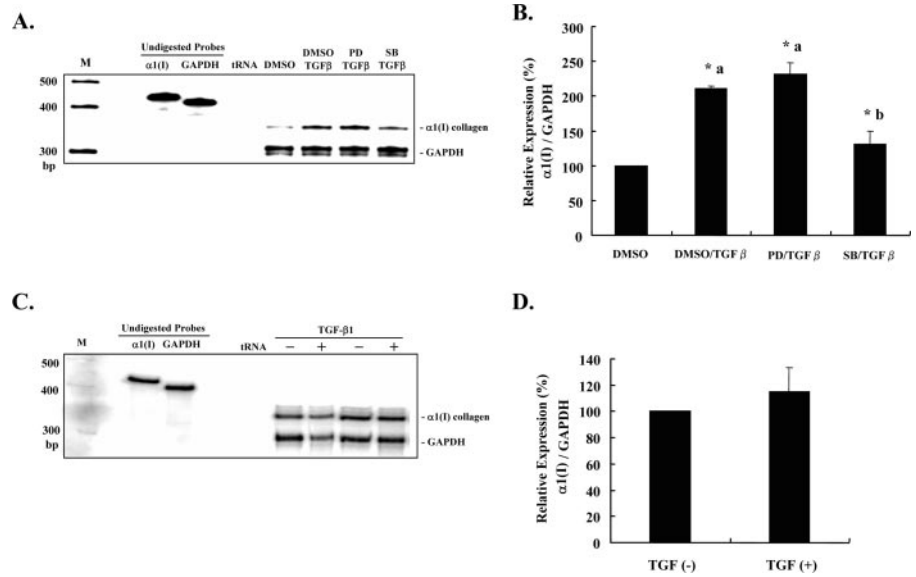 A.
Undigested Probes
M α1(I) GAPDH tRNA DMSO DMSO TGFβ PD TGFβ SB TGFβ
500
400
300
bp
- α1(I) collagen
- GAPDH
B.
Relative Expression (%)
α1(I) / GAPDH
300
250
200
150
100
50
0
* a
* a
* b
DMSO DMSO/TGF β PD/TGF β SB/TGF β
C.
Undigested Probes
TGF-β1
M α1(I) GAPDH tRNA − + − +
500
400
300
bp
- α1(I) collagen
- GAPDH
D.
Relative Expression (%)
α1(I) / GAPDH
140
120
100
80
60
40
20
0
TGF (-) TGF (+)